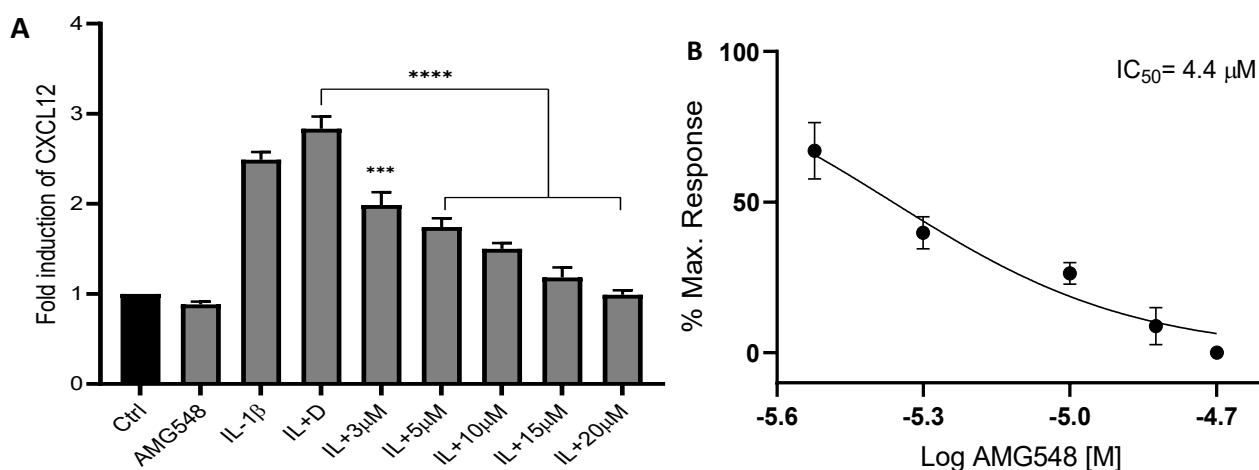 A
Fold induction of CXCL12
4
3
2
1
0
****
***
Ctrl
AMG548
IL-1β
IL+D
IL+3μM
IL+5μM
IL+10μM
IL+15μM
IL+20μM
B
IC50= 4.4 μM
% Max. Response
100
50
0
-5.6
-5.3
-5.0
-4.7
Log AMG548 [M]